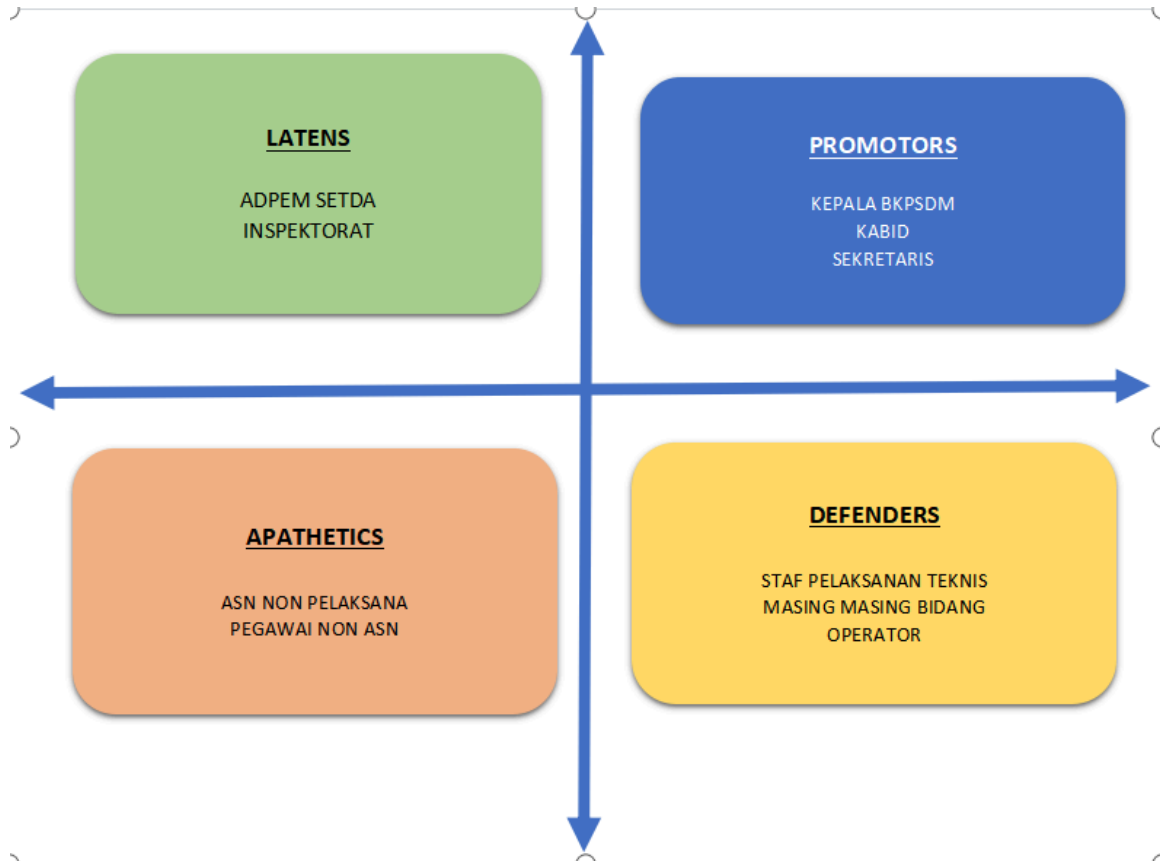 LATENS
ADPEM SETDA
INSPEKTORAT
PROMOTORS
KEPALA BKPSDM
KABID
SEKRETARIS
APATHETICS
ASN NON PELAKSANA
PEGAWAI NON ASN
DEFENDERS
STAF PELAKSANAN TEKNIS
MASING MASING BIDANG
OPERATOR